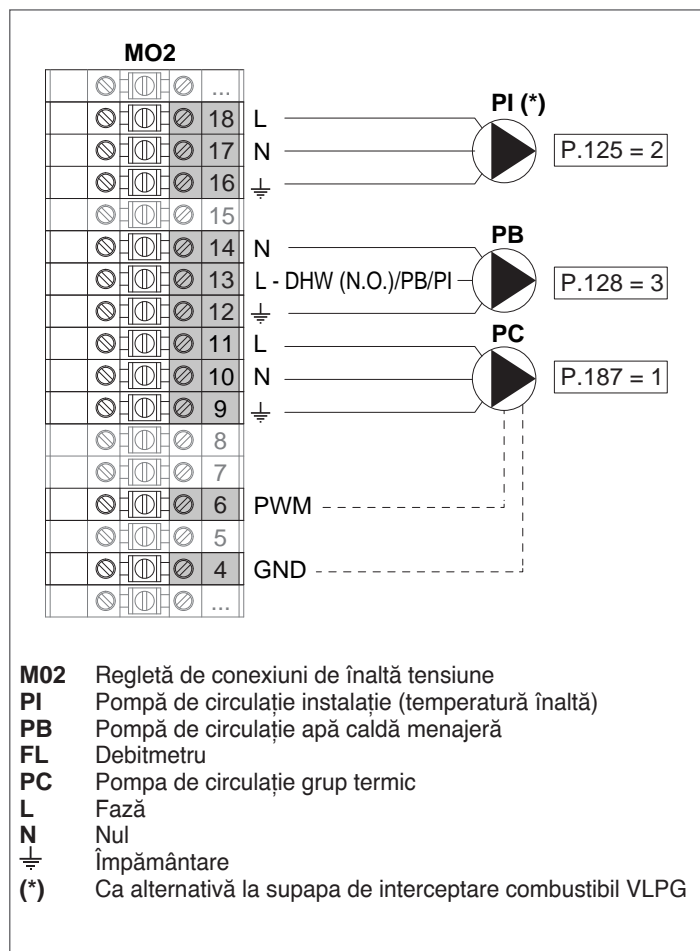 MO2
...
18 L
PI (*)
17 N
P.125 = 2
16 ⏚
15
PB
14 N
13 L - DHW (N.O.)/PB/PI
P.128 = 3
12 ⏚
PC
11 L
10 N
P.187 = 1
9 ⏚
8
7
6 PWM
5
4 GND
...
M02 Regletă de conexiuni de înaltă tensiune
PI Pompă de circulație instalație (temperatură înaltă)
PB Pompă de circulație apă caldă menajeră
FL Debitmetru
PC Pompa de circulație grup termic
L Fază
N Nul
⏚ Împământare
(*) Ca alternativă la supapa de interceptare combustibil VLPG